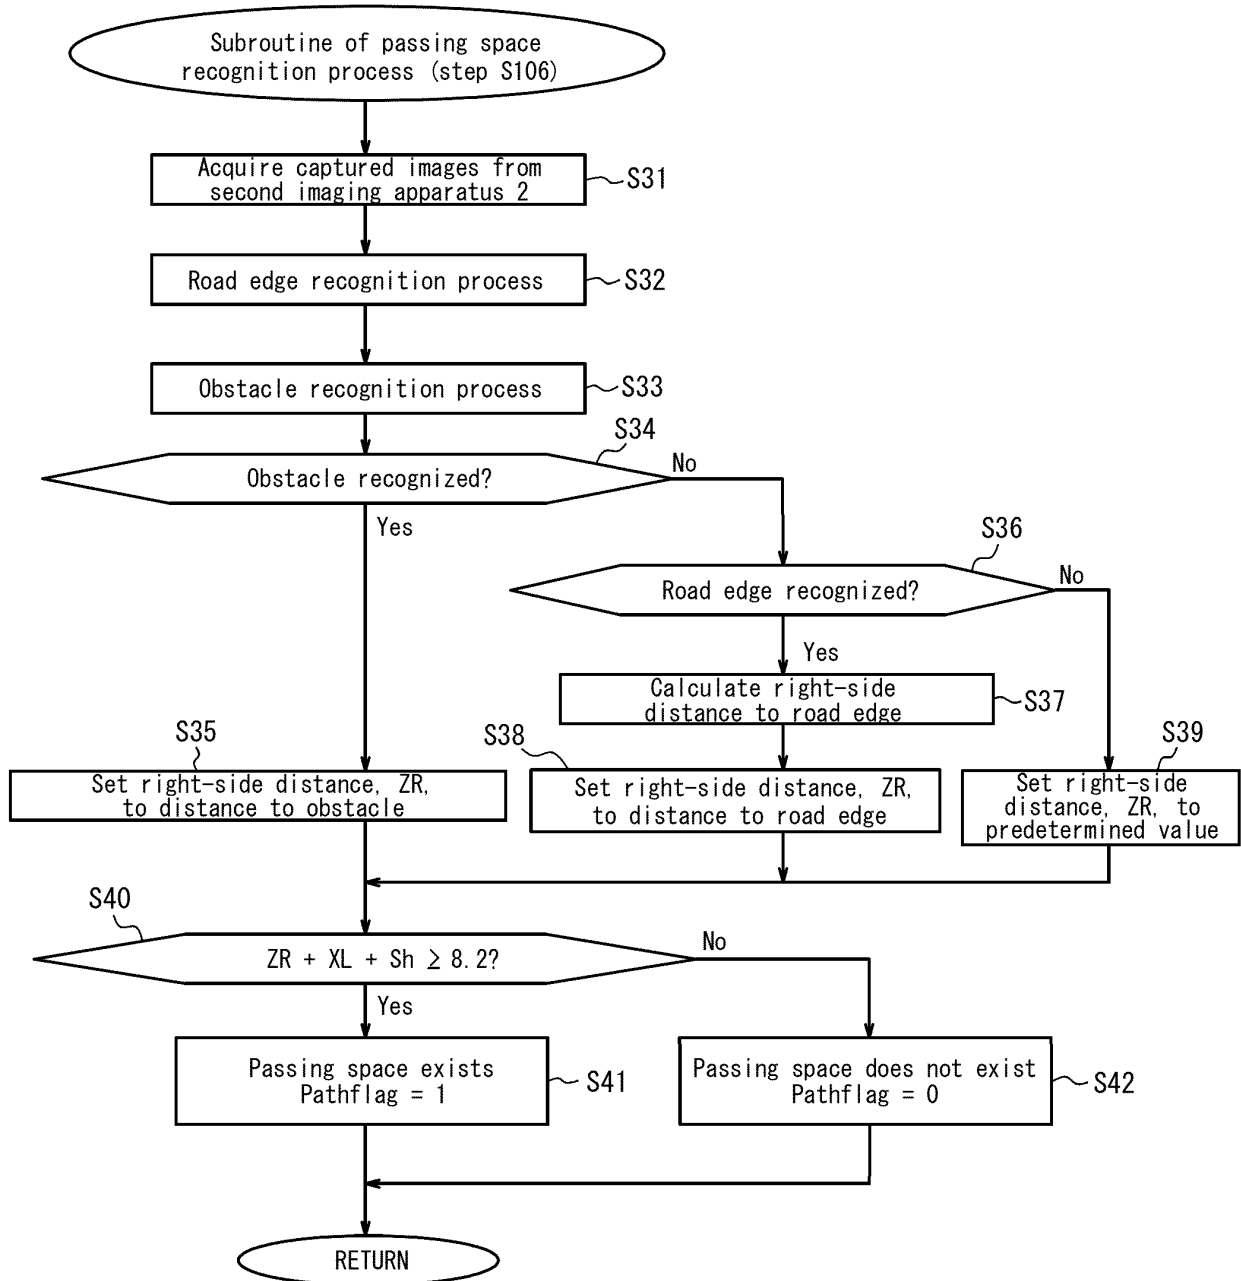 Subroutine of passing space
recognition process (step S106)
Acquire captured images from
second imaging apparatus 2
S31
Road edge recognition process
S32
Obstacle recognition process
S33
S34
Obstacle recognized?
No
Yes
S36
Road edge recognized?
No
Yes
Calculate right-side
distance to road edge
S37
S35
Set right-side distance, ZR,
to distance to obstacle
S38
Set right-side distance, ZR,
to distance to road edge
S39
Set right-side
distance, ZR, to
predetermined value
S40
ZR + XL + Sh ≥ 8.2?
No
Yes
Passing space exists
Pathflag = 1
S41
Passing space does not exist
Pathflag = 0
S42
RETURN